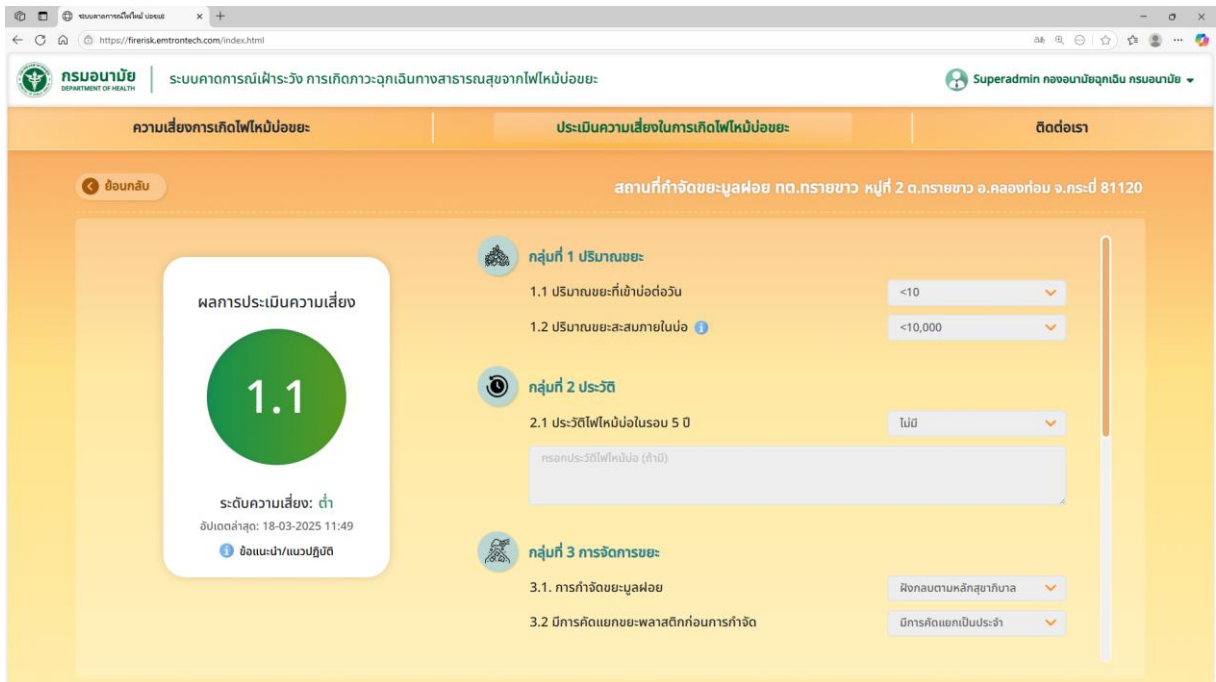 ระบบคาดการณ์ไฟไหม้ บ่อขยะ
https://firerisk.emtrontech.com/index.html
กรมอนามัย
DEPARTMENT OF HEALTH
ระบบคาดการณ์เฝ้าระวัง การเกิดภาวะฉุกเฉินทางสาธารณสุขจากไฟไหม้บ่อขยะ
Superadmin กองอนามัยฉุกเฉิน กรมอนามัย
ความเสี่ยงการเกิดไฟไหม้บ่อขยะ
ประเมินความเสี่ยงในการเกิดไฟไหม้บ่อขยะ
ติดต่อเรา
ย้อนกลับ
สถานที่กำจัดขยะมูลฝอย ทต.ทรายขาว หมู่ที่ 2 ต.ทรายขาว อ.คลองท่อม จ.กระบี่ 81120
ผลการประเมินความเสี่ยง
1.1
ระดับความเสี่ยง: ต่ำ
อัปเดตล่าสุด: 18-03-2025 11:49
ข้อแนะนำ/แนวปฏิบัติ
กลุ่มที่ 1 ปริมาณขยะ
1.1 ปริมาณขยะที่เข้าบ่อต่อวัน
<10
1.2 ปริมาณขยะสะสมภายในบ่อ
<10,000
กลุ่มที่ 2 ประวัติ
2.1 ประวัติไฟไหม้บ่อในรอบ 5 ปี
ไม่มี
กรอกประวัติไฟไหม้บ่อ (ถ้ามี)
กลุ่มที่ 3 การจัดการขยะ
3.1. การกำจัดขยะมูลฝอย
ฝังกลบตามหลักสุขาภิบาล
3.2 มีการคัดแยกขยะพลาสติกก่อนการกำจัด
มีการคัดแยกเป็นประจำ